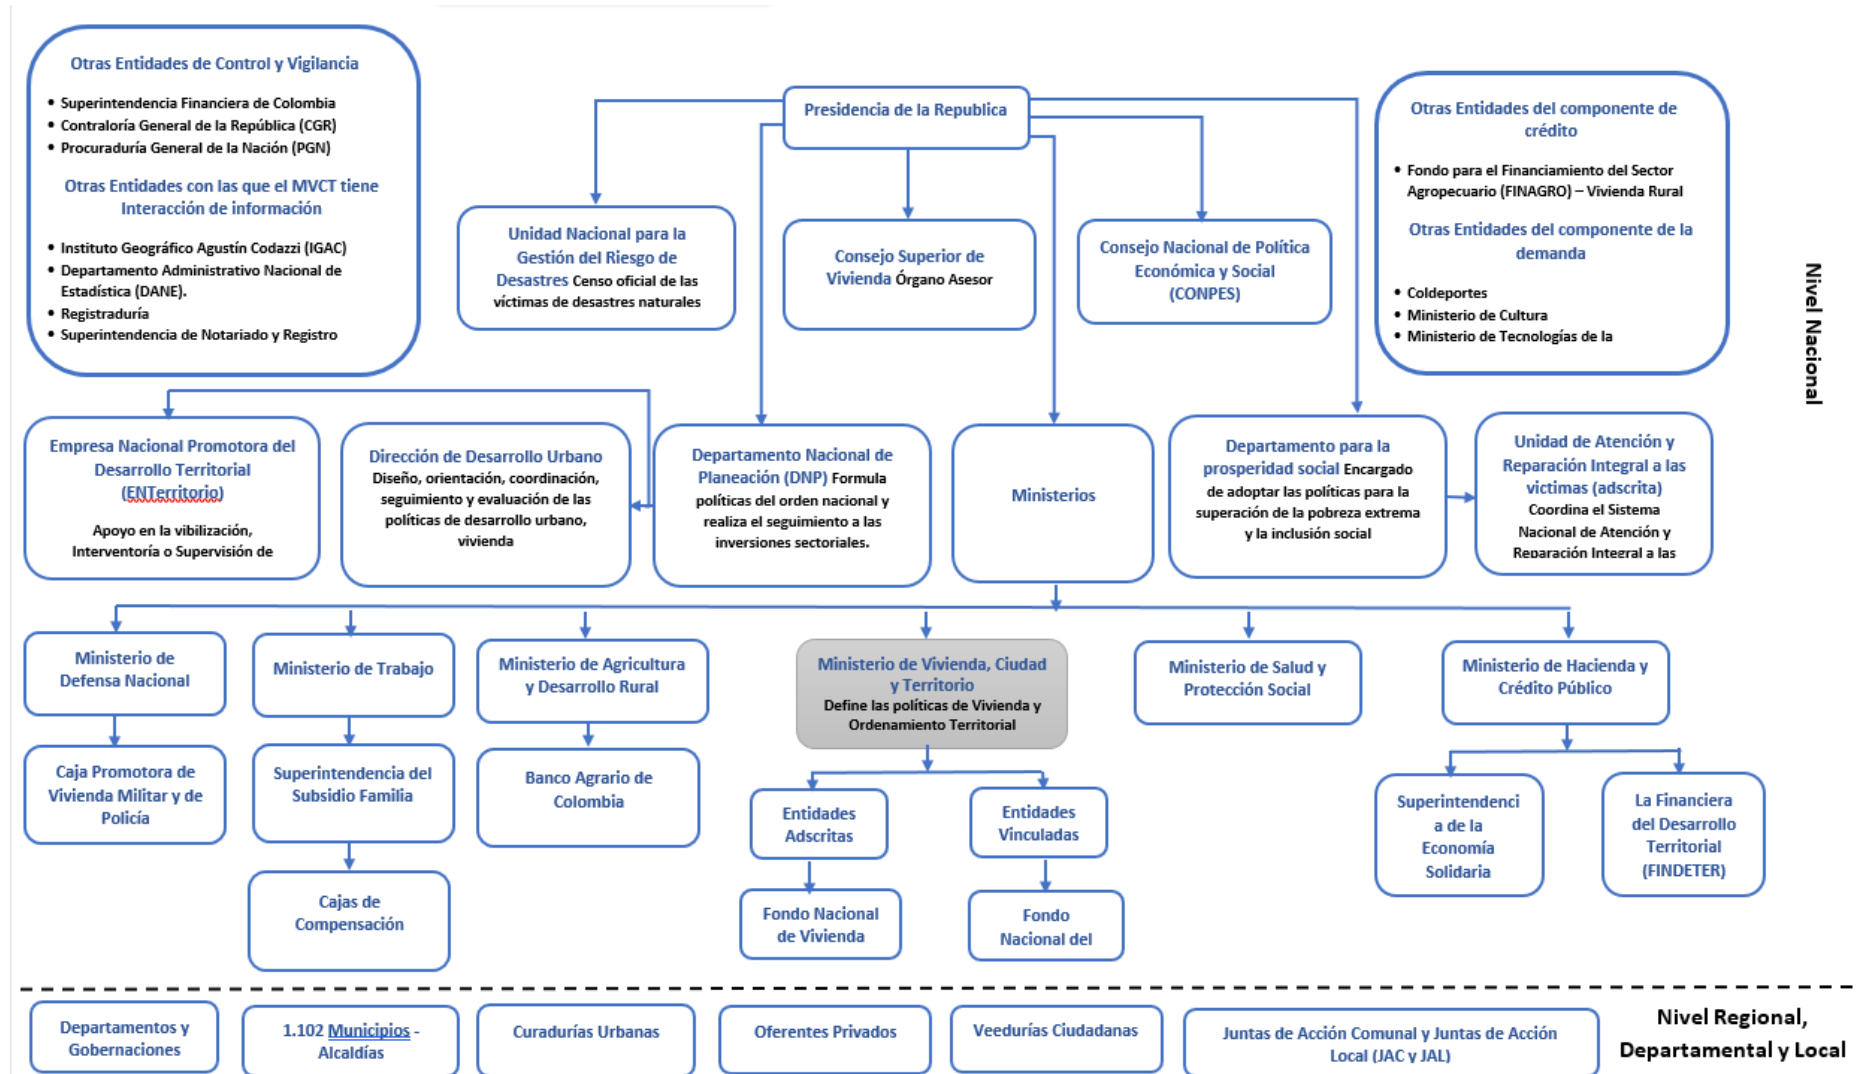 Otras Entidades de Control y Vigilancia
• Superintendencia Financiera de Colombia
• Contraloría General de la República (CGR)
• Procuraduría General de la Nación (PGN)
Otras Entidades con las que el MVCT tiene
Interacción de información
• Instituto Geográfico Agustín Codazzi (IGAC)
• Departamento Administrativo Nacional de
Estadística (DANE).
• Registraduría
• Superintendencia de Notariado y Registro
Presidencia de la Republica
Otras Entidades del componente de
crédito
• Fondo para el Financiamiento del Sector
Agropecuario (FINAGRO) – Vivienda Rural
Otras Entidades del componente de la
demanda
• Coldeportes
• Ministerio de Cultura
• Ministerio de Tecnologías de la
Unidad Nacional para la
Gestión del Riesgo de
Desastres Censo oficial de las
víctimas de desastres naturales
Consejo Superior de
Vivienda Órgano Asesor
Consejo Nacional de Política
Económica y Social
(CONPES)
Nivel Nacional
Empresa Nacional Promotora del
Desarrollo Territorial
(ENTerritorio)
Apoyo en la vibilización,
Interventoría o Supervisión de
Dirección de Desarrollo Urbano
Diseño, orientación, coordinación,
seguimiento y evaluación de las
políticas de desarrollo urbano,
vivienda
Departamento Nacional de
Planeación (DNP) Formula
políticas del orden nacional y
realiza el seguimiento a las
inversiones sectoriales.
Ministerios
Departamento para la
prosperidad social Encargado
de adoptar las políticas para la
superación de la pobreza extrema
y la inclusión social
Unidad de Atención y
Reparación Integral a las
victimas (adscrita)
Coordina el Sistema
Nacional de Atención y
Reparación Integral a las
Ministerio de
Defensa Nacional
Ministerio de Trabajo
Ministerio de Agricultura
y Desarrollo Rural
Ministerio de Vivienda, Ciudad
y Territorio
Define las políticas de Vivienda y
Ordenamiento Territorial
Ministerio de Salud y
Protección Social
Ministerio de Hacienda y
Crédito Público
Caja Promotora de
Vivienda Militar y de
Policía
Superintendencia del
Subsidio Familia
Banco Agrario de
Colombia
Entidades
Adscritas
Entidades
Vinculadas
Superintendenci
a de la
Economía
Solidaria
La Financiera
del Desarrollo
Territorial
(FINDETER)
Cajas de
Compensación
Fondo Nacional
de Vivienda
Fondo
Nacional del
Departamentos y
Gobernaciones
1.102 Municipios -
Alcaldías
Curadurías Urbanas
Oferentes Privados
Veedurías Ciudadanas
Juntas de Acción Comunal y Juntas de Acción
Local (JAC y JAL)
Nivel Regional,
Departamental y Local